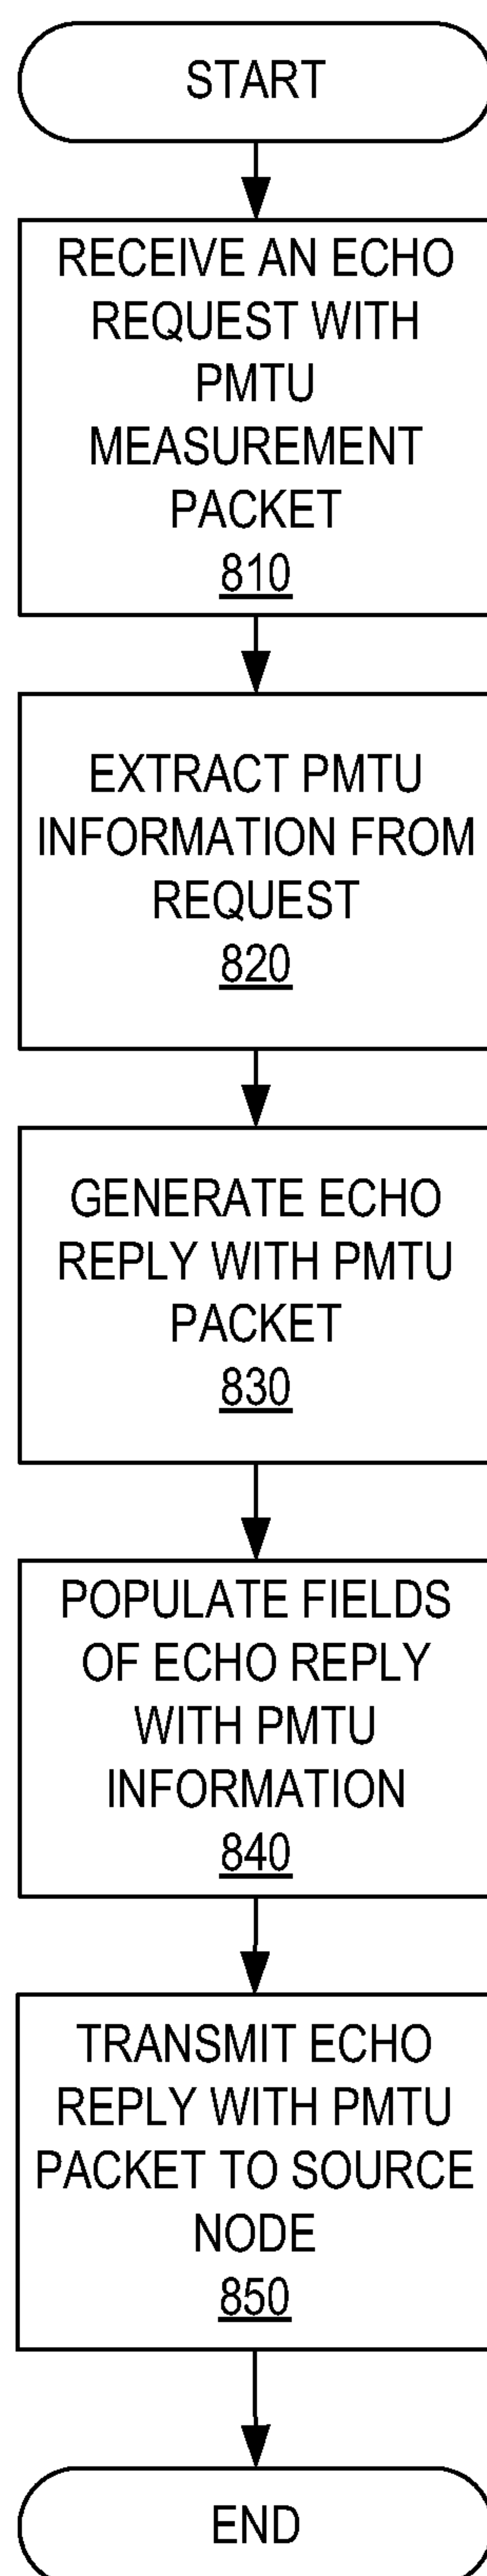 START
RECEIVE AN ECHO
REQUEST WITH
PMTU
MEASUREMENT
PACKET
810
EXTRACT PMTU
INFORMATION FROM
REQUEST
820
GENERATE ECHO
REPLY WITH PMTU
PACKET
830
POPULATE FIELDS
OF ECHO REPLY
WITH PMTU
INFORMATION
840
TRANSMIT ECHO
REPLY WITH PMTU
PACKET TO SOURCE
NODE
850
END